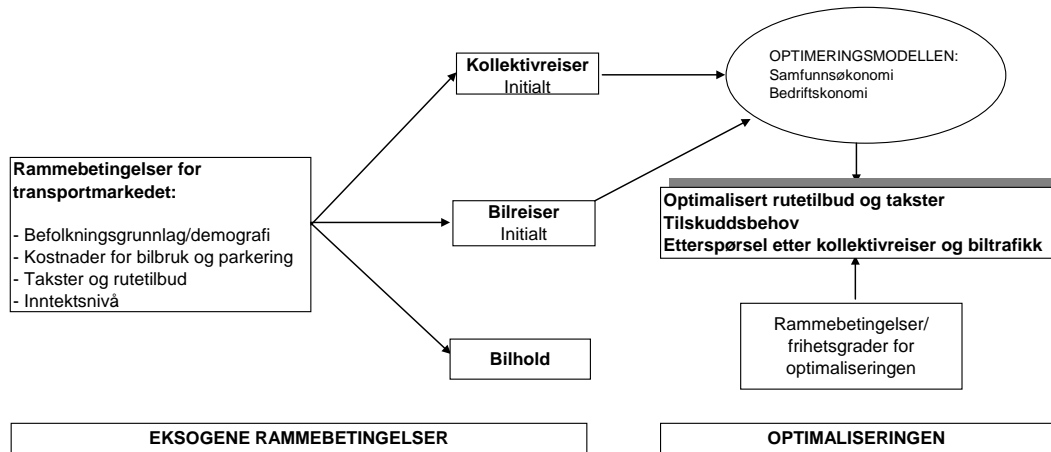 Kollektivreiser
Initialt
OPTIMERINGSMODELLEN:
Samfunnsøkonomi
Bedriftskonomi
Rammebetingelser for
transportmarkedet:
- Befolkningsgrunnlag/demografi
- Kostnader for bilbruk og parkering
- Takster og rutetilbud
- Inntektsnivå
Bilreiser
Initialt
Optimalisert rutetilbud og takster
Tilskuddsbehov
Etterspørsel etter kollektivreiser og biltrafikk
Bilhold
Rammebetingelser/
frihetsgrader for
optimaliseringen
EKSOGENE RAMMEBETINGELSER
OPTIMALISERINGEN